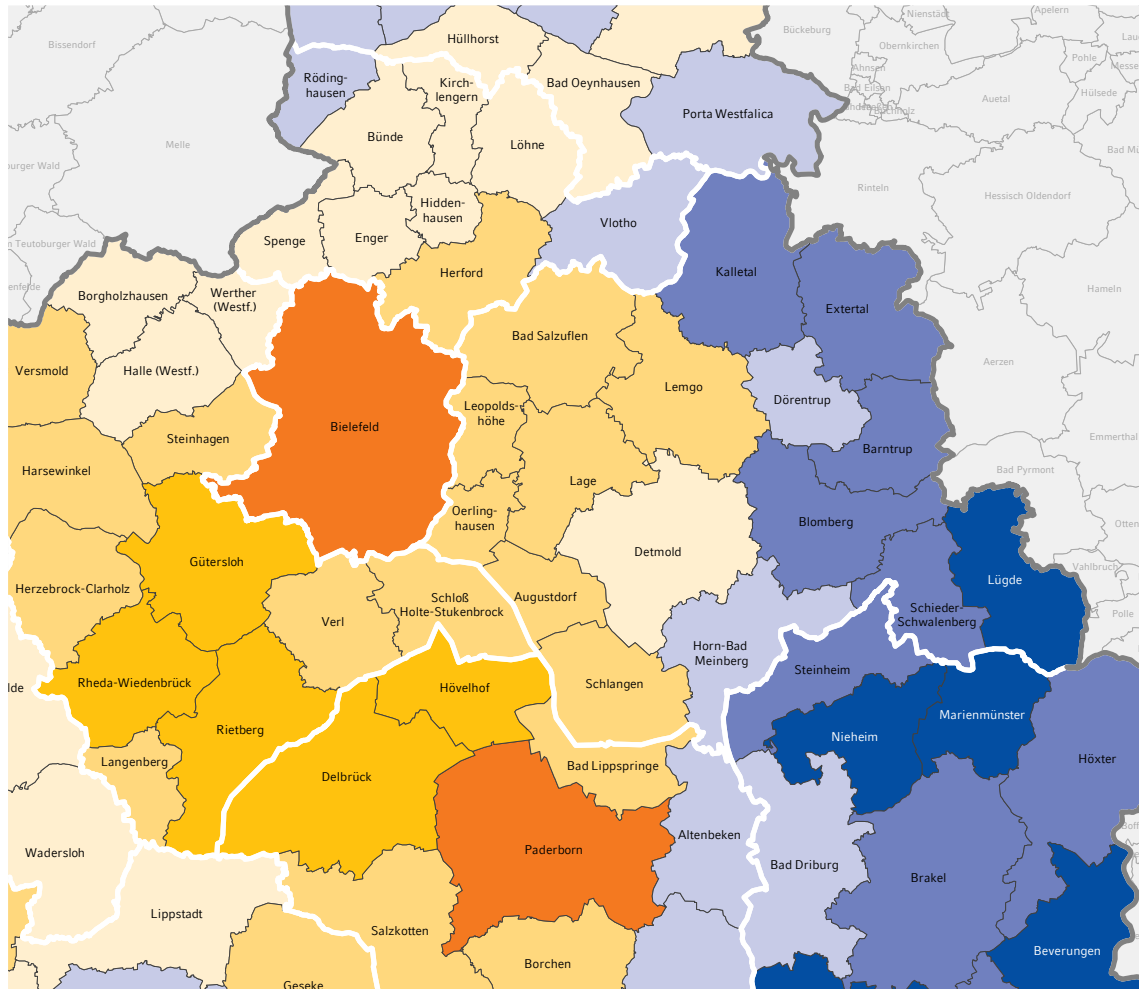 Apelern
Nienstädt
Bückeburg
Hüllhorst
Obernkirchen
Bissendorf
Pohle
Ahnsen
Röding-
hausen
Kirch-
lengern
Bad Oeynhausen
Bad Eilsen
Auetal
Hülsede
Porta Westfalica
Buchholz
Bünde
Löhne
Melle
Rinteln
Hessisch Oldendorf
Hidden-
hausen
Vlotho
Spenge
Enger
n Teutoburger Wald
Herford
Kalletal
Hameln
Borgholzhausen
Werther
(Westf.)
Extertal
Bad Salzuflen
Aerzen
Versmold
Halle (Westf.)
Lemgo
Dörentrup
Leopolds-
höhe
Bielefeld
Steinhagen
Emmerthal
Barntrup
Harsewinkel
Bad Pyrmont
Lage
Oerling-
hausen
Blomberg
Detmold
Gütersloh
Vahlbruch
Lügde
Herzebrock-Clarholz
Schloß
Holte-Stukenbrock
Augustdorf
Verl
Schieder-
Schwalenberg
Polle
Horn-Bad
Meinberg
Steinheim
Rheda-Wiedenbrück
Hövelhof
Schlangen
Marienmünster
Rietberg
Nieheim
Langenberg
Delbrück
Bad Lippspringe
Höxter
Altenbeken
Wadersloh
Paderborn
Bad Driburg
Brakel
Lippstadt
Salzkotten
Beverungen
Borchen
Geseke